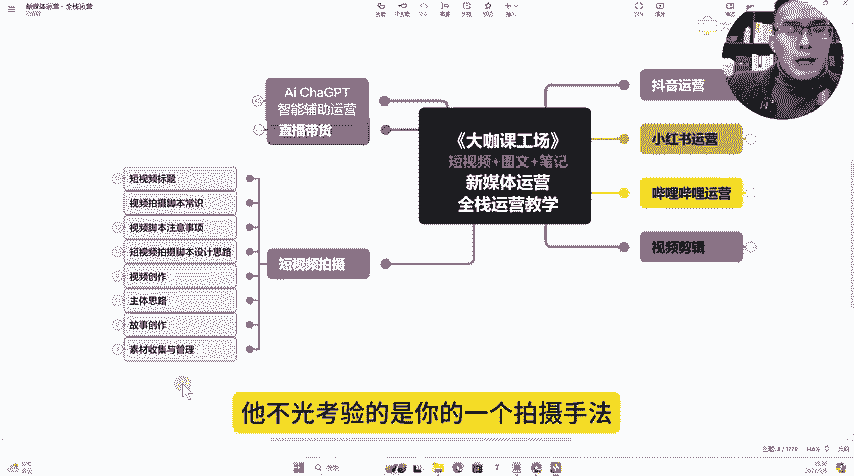 新媒体运营 - 全栈运营
Ai ChaGPT
智能辅助运营
直播带货
《大咖课工场》
短视频+图文+笔记
新媒体运营
全栈运营教学
抖音运营
小红书运营
哔哩哔哩运营
视频剪辑
短视频拍摄
短视频标题
视频拍摄脚本常识
视频脚本注意事项
短视频拍摄脚本设计思路
视频创作
主体思路
故事创作
素材收集与管理
他不光考验的是你的一个拍摄手法